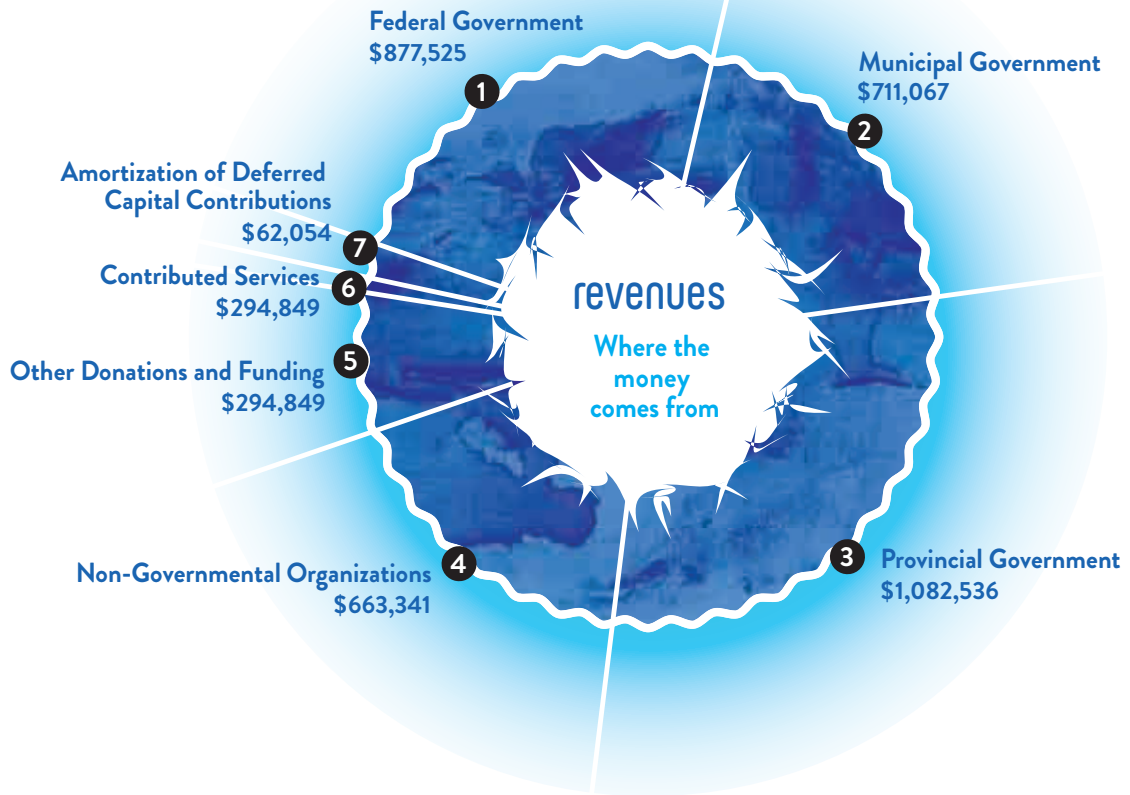 Federal Government
$877,525
1
Municipal Government
$711,067
2
Amortization of Deferred
Capital Contributions
$62,054
7
Contributed Services
$294,849
6
Other Donations and Funding
$294,849
5
revenues
Where the
money
comes from
Non-Governmental Organizations
$663,341
4
3
Provincial Government
$1,082,536